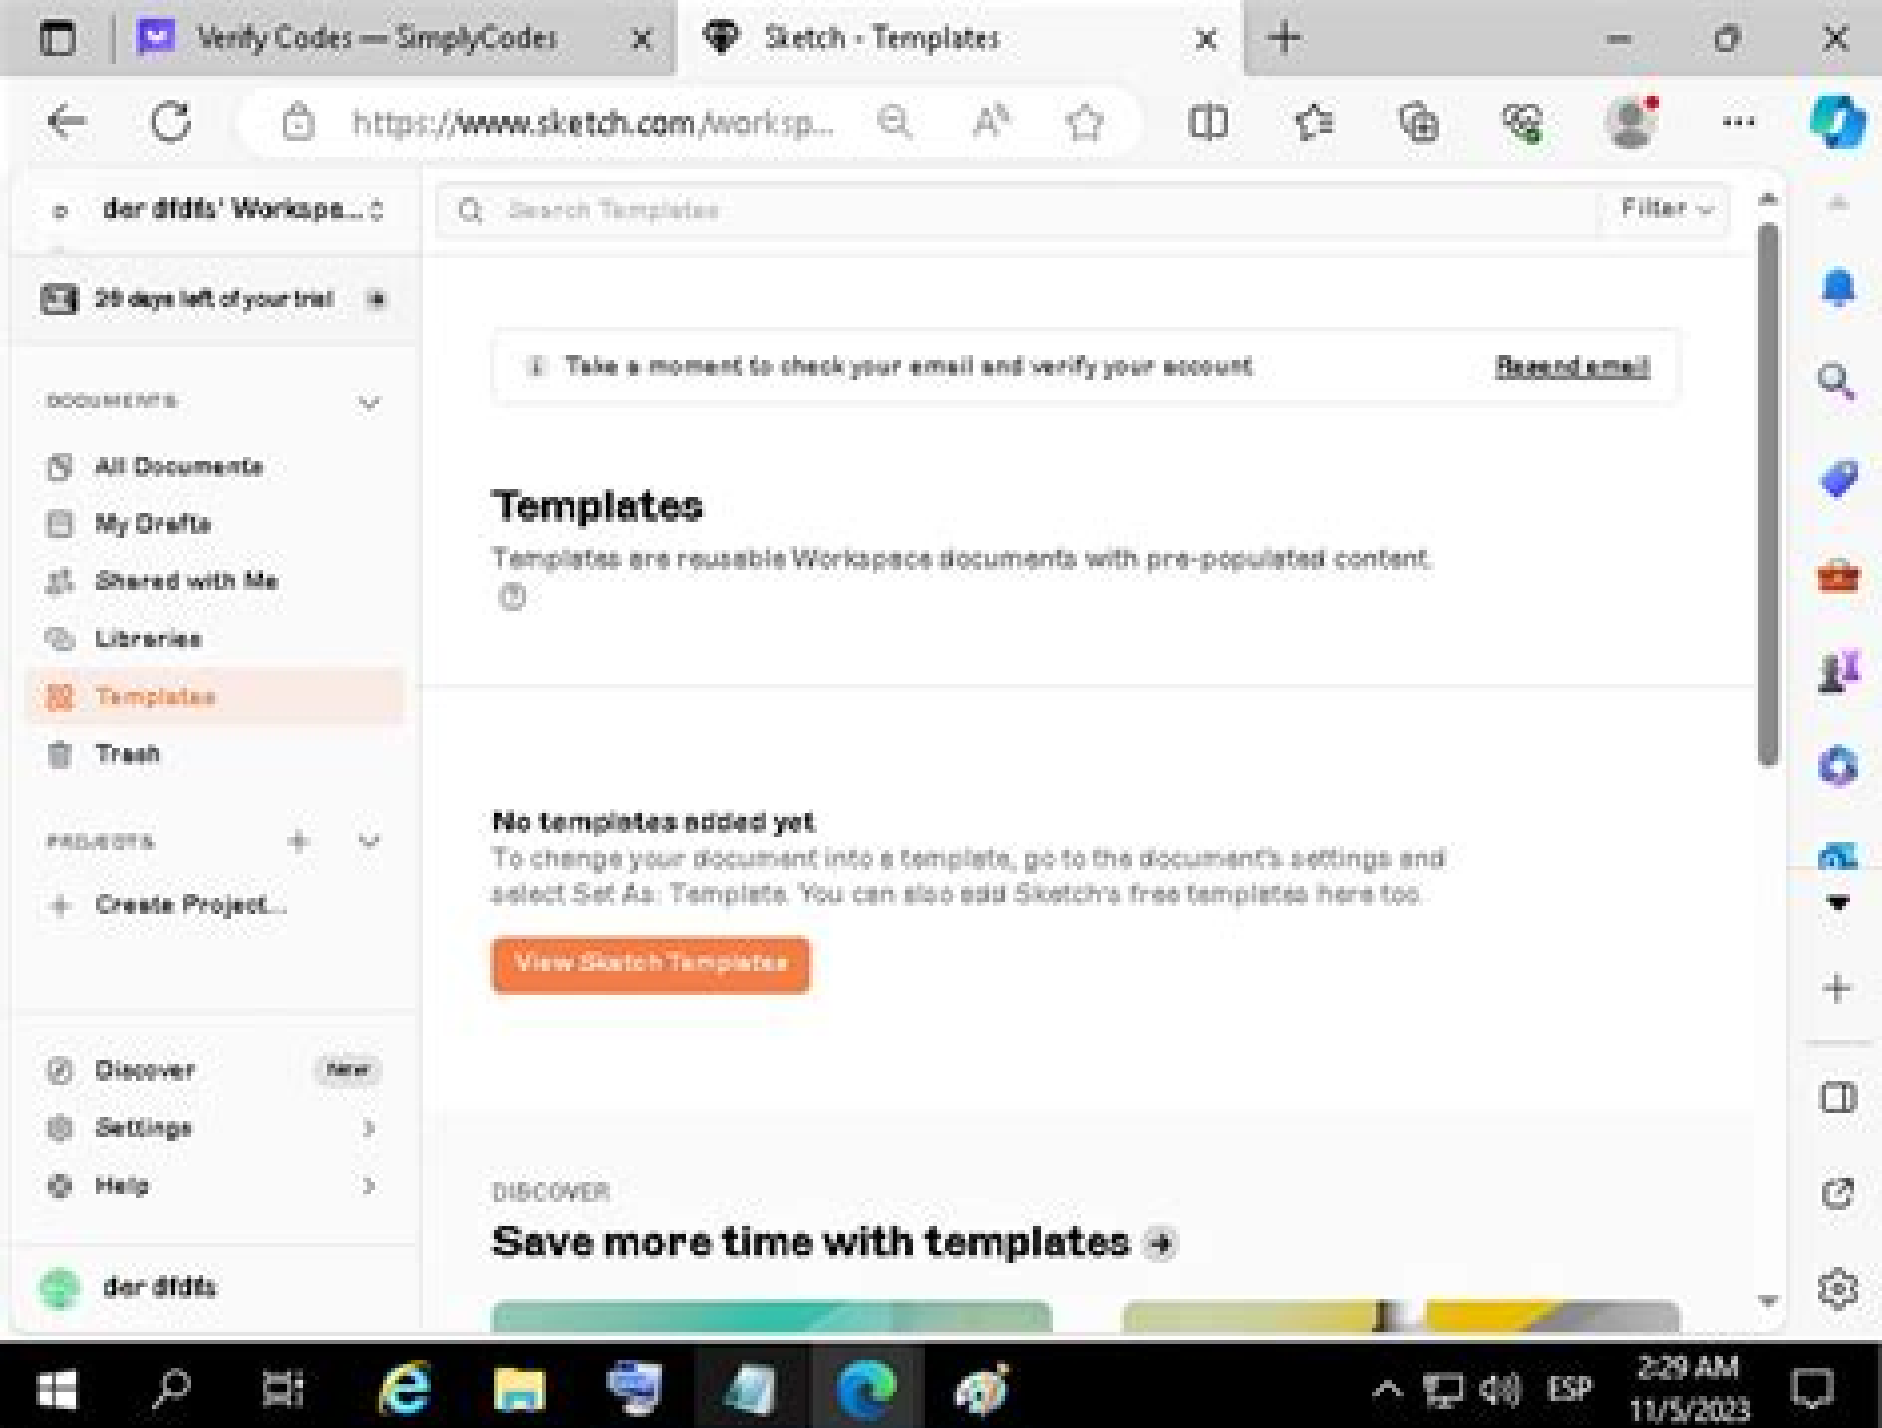 Verify Codes — SimplyCodes
Sketch - Templates
https://www.sketch.com/worksp...
der dfdfs' Workspa...
Search Templates
Filter
29 days left of your trial
Take a moment to check your email and verify your account
Resend email
DOCUMENTS
All Documents
My Drafts
Shared with Me
Libraries
Templates
Trash
Templates
Templates are reusable Workspace documents with pre-populated content.
No templates added yet
To change your document into a template, go to the document's settings and
select Set As: Template. You can also add Sketch's free templates here too.
View Sketch Templates
PROJECTS
Create Project...
Discover
New
Settings
Help
der dfdfs
DISCOVER
Save more time with templates
ESP
2:29 AM
11/5/2023